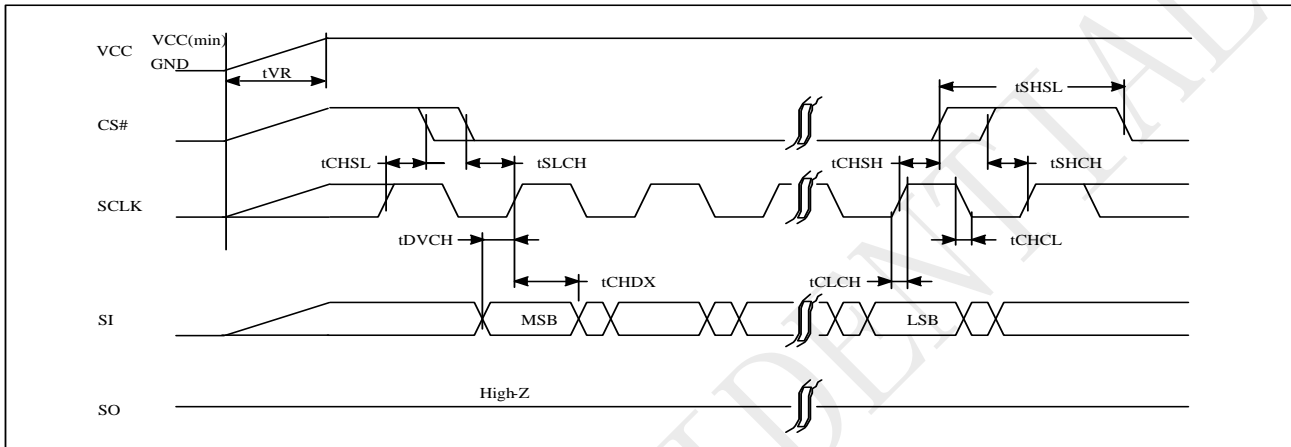 VCC
VCC(min)
GND
tVR
tSHSL
CS#
tCHSL
tSLCH
tCHSH
tSHCH
SCLK
tDVCH
tCHCL
tCHDX
tCLCH
SI
MSB
LSB
High-Z
SO
DENTIAL